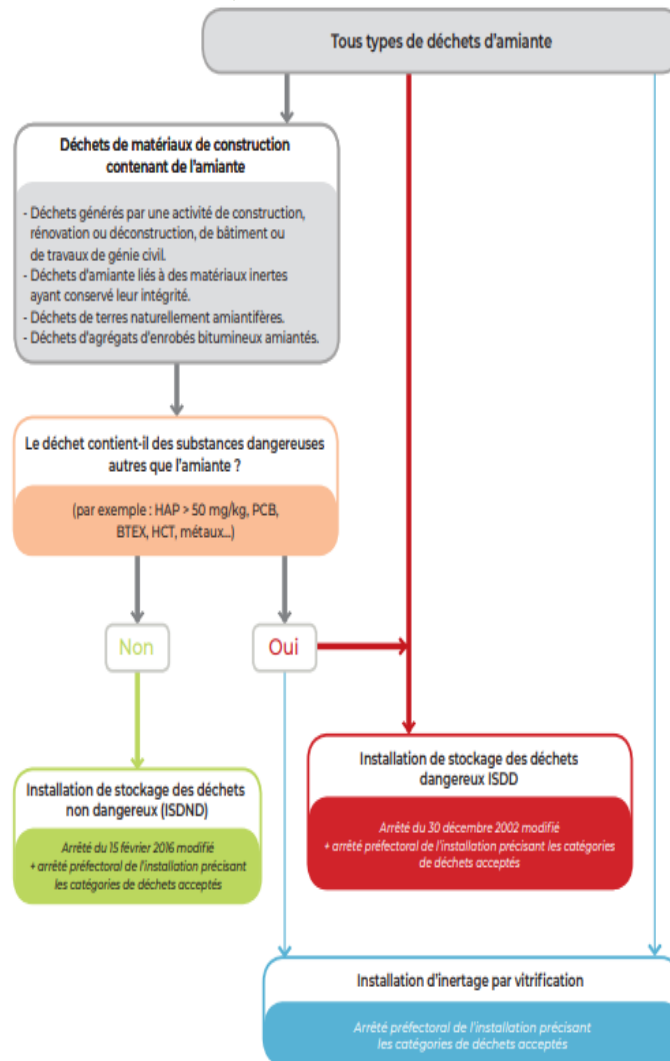 Tous types de déchets d'amiante
Déchets de matériaux de construction
contenant de l'amiante
- Déchets générés par une activité de construction,
rénovation ou déconstruction, de bâtiment ou
de travaux de génie civil.
- Déchets d'amiante liés à des matériaux inertes
ayant conservé leur intégrité.
- Déchets de terres naturellement amiantifères.
- Déchets d'agrégats d'enrobés bitumineux amiantés.
Le déchet contient-il des substances dangereuses
autres que l'amiante ?
(par exemple : HAP > 50 mg/kg, PCB,
BTEX, HCT, métaux...)
Non
Oui
Installation de stockage des déchets
dangereux ISDD
Arrêté du 30 décembre 2002 modifié
+ arrêté préfectoral de l'installation précisant les catégories
de déchets acceptés
Installation de stockage des déchets
non dangereux (ISDND)
Arrêté du 15 février 2016 modifié
+ arrêté préfectoral de l'installation précisant
les catégories de déchets acceptés
Installation d'inertage par vitrification
Arrêté préfectoral de l'installation précisant
les catégories de déchets acceptés